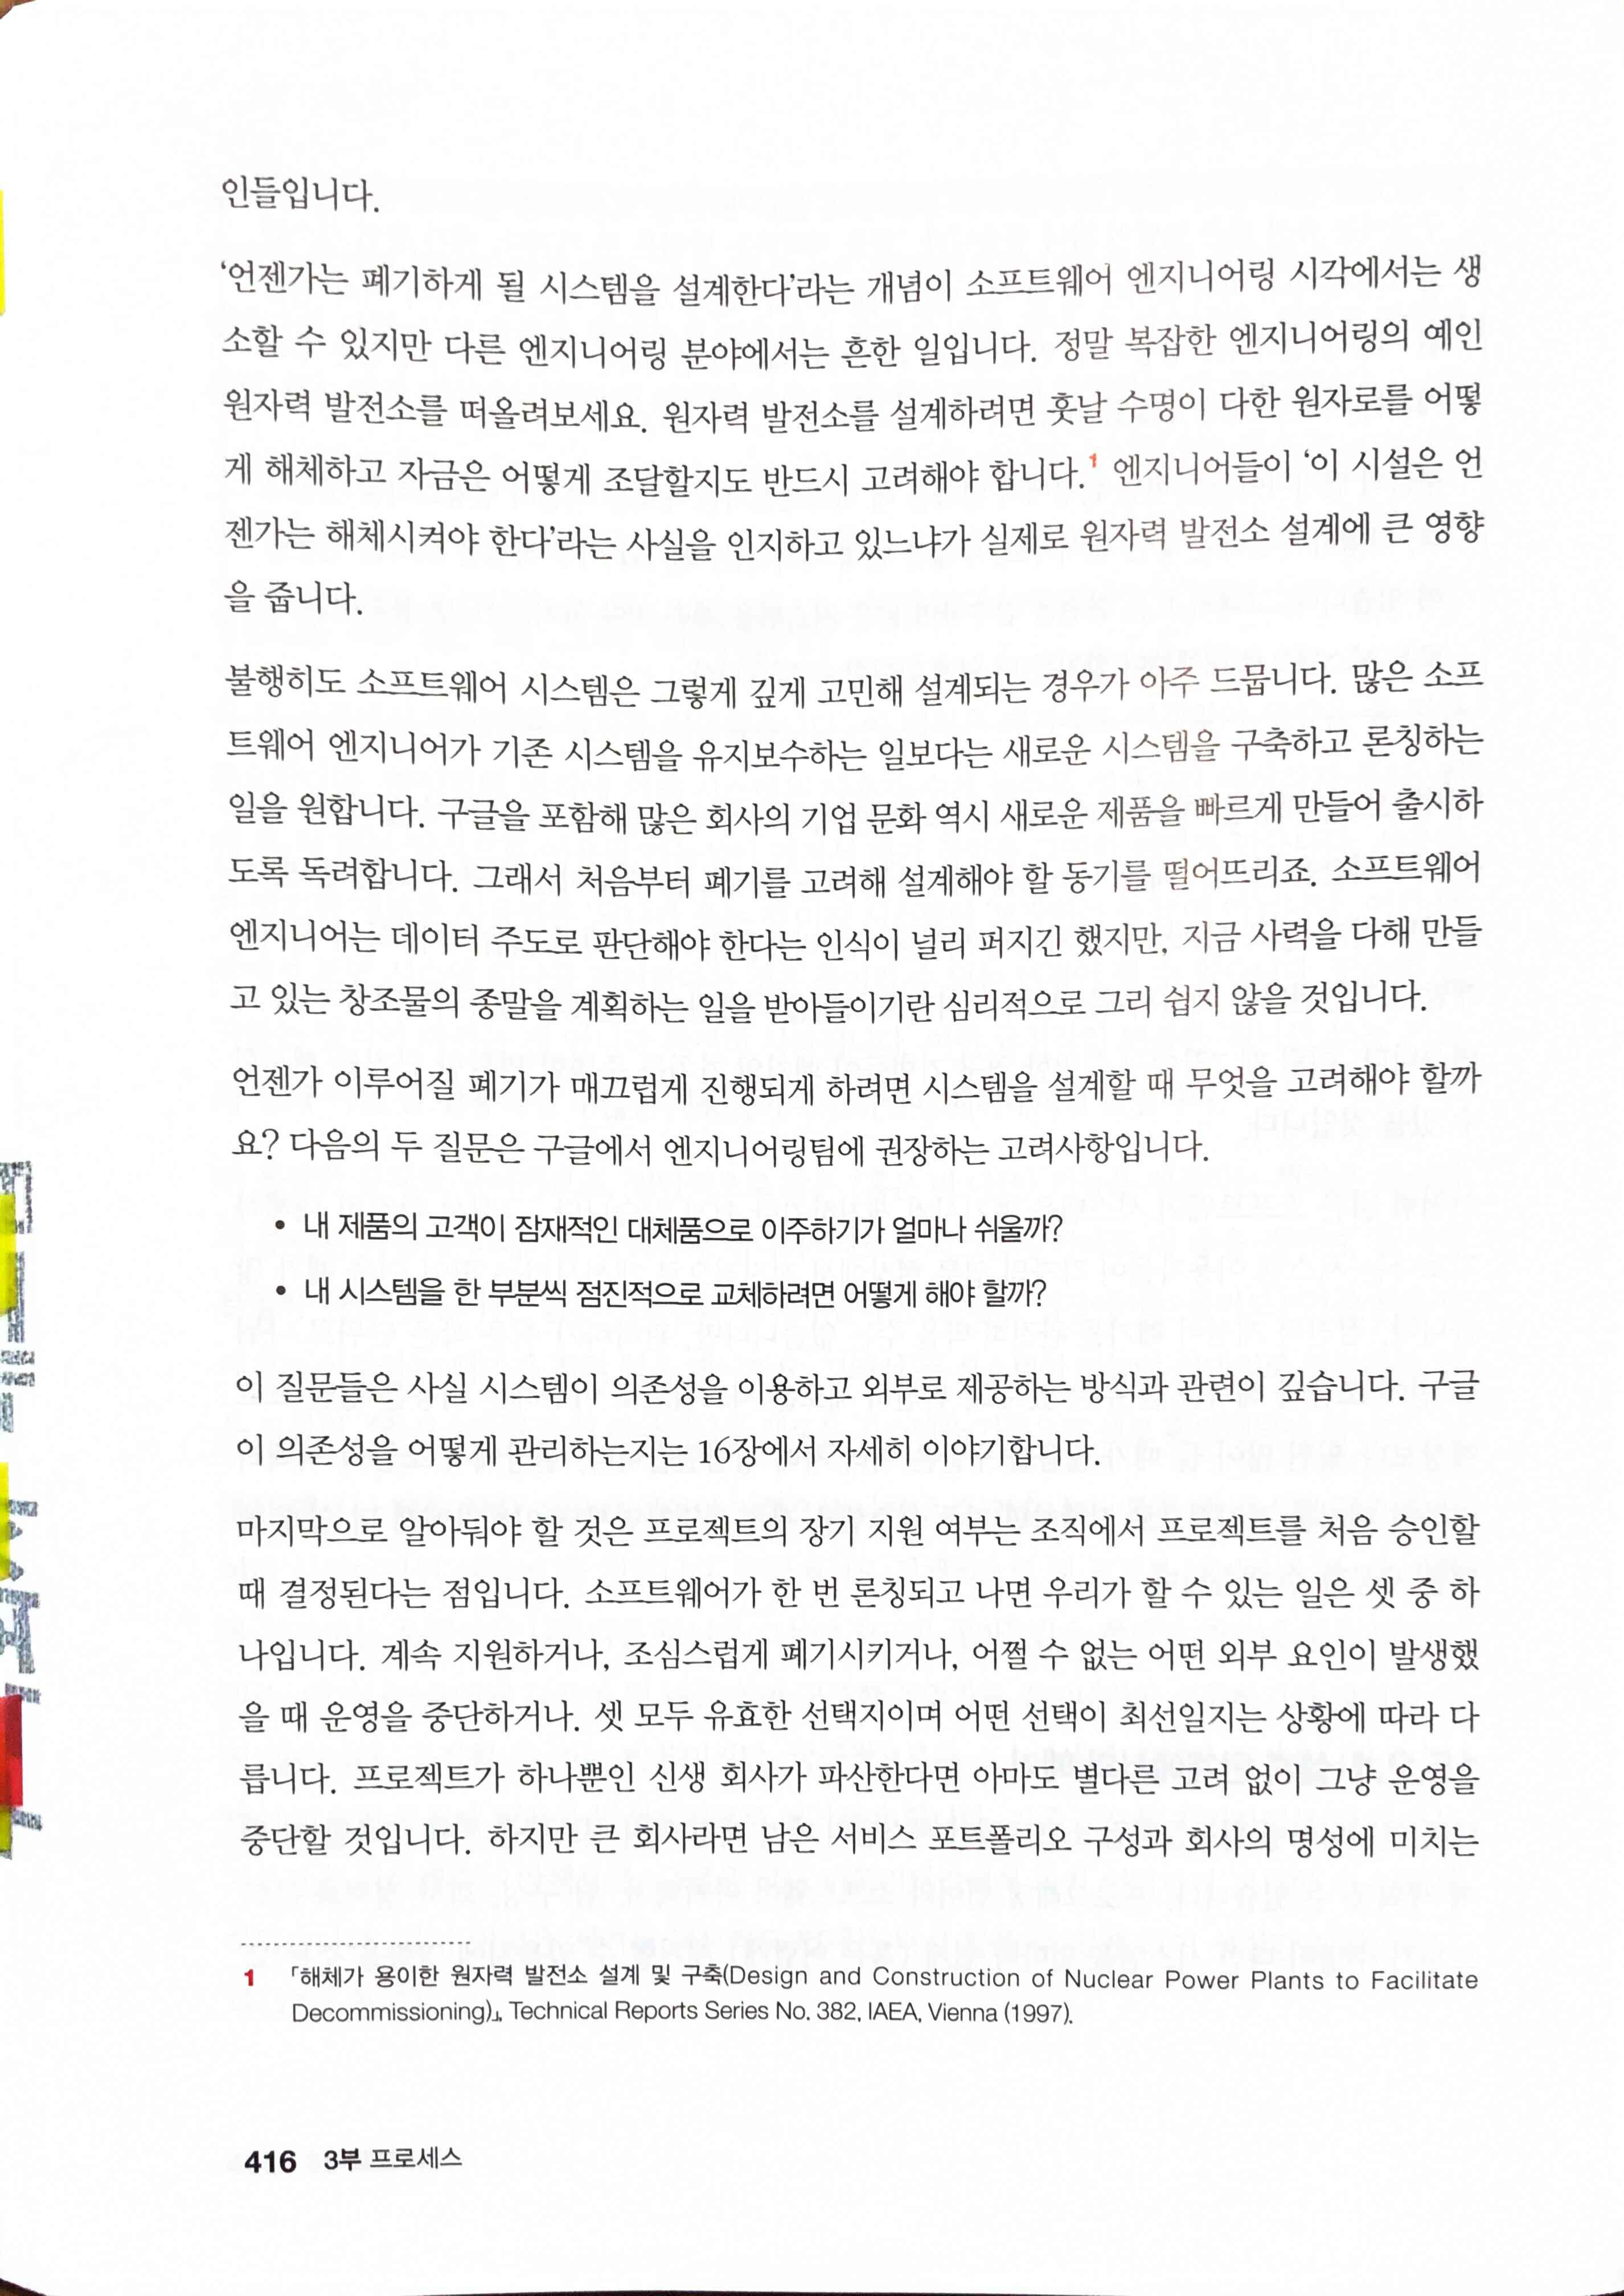 인들입니다.
‘언젠가는 폐기하게 될 시스템을 설계한다’라는 개념이 소프트웨어 엔지니어링 시각에서는 생
소할 수 있지만 다른 엔지니어링 분야에서는 흔한 일입니다. 정말 복잡한 엔지니어링의 예인
원자력 발전소를 떠올려보세요. 원자력 발전소를 설계하려면 훗날 수명이 다한 원자로를 어떻
게 해체하고 자금은 어떻게 조달할지도 반드시 고려해야 합니다.1 엔지니어들이 ‘이 시설은 언
젠가는 해체시켜야 한다’라는 사실을 인지하고 있느냐가 실제로 원자력 발전소 설계에 큰 영향
을 줍니다.
불행히도 소프트웨어 시스템은 그렇게 깊게 고민해 설계되는 경우가 아주 드뭅니다. 많은 소프
트웨어 엔지니어가 기존 시스템을 유지보수하는 일보다는 새로운 시스템을 구축하고 론칭하는
일을 원합니다. 구글을 포함해 많은 회사의 기업 문화 역시 새로운 제품을 빠르게 만들어 출시하
도록 독려합니다. 그래서 처음부터 폐기를 고려해 설계해야 할 동기를 떨어뜨리죠. 소프트웨어
엔지니어는 데이터 주도로 판단해야 한다는 인식이 널리 퍼지긴 했지만, 지금 사력을 다해 만들
고 있는 창조물의 종말을 계획하는 일을 받아들이기란 심리적으로 그리 쉽지 않을 것입니다.
언젠가 이루어질 폐기가 매끄럽게 진행되게 하려면 시스템을 설계할 때 무엇을 고려해야 할까
요? 다음의 두 질문은 구글에서 엔지니어링팀에 권장하는 고려사항입니다.
• 내 제품의 고객이 잠재적인 대체품으로 이주하기가 얼마나 쉬울까?
• 내 시스템을 한 부분씩 점진적으로 교체하려면 어떻게 해야 할까?
이 질문들은 사실 시스템이 의존성을 이용하고 외부로 제공하는 방식과 관련이 깊습니다. 구글
이 의존성을 어떻게 관리하는지는 16장에서 자세히 이야기합니다.
마지막으로 알아둬야 할 것은 프로젝트의 장기 지원 여부는 조직에서 프로젝트를 처음 승인할
때 결정된다는 점입니다. 소프트웨어가 한 번 론칭되고 나면 우리가 할 수 있는 일은 셋 중 하
나입니다. 계속 지원하거나, 조심스럽게 폐기시키거나, 어쩔 수 없는 어떤 외부 요인이 발생했
을 때 운영을 중단하거나. 셋 모두 유효한 선택지이며 어떤 선택이 최선일지는 상황에 따라 다
릅니다. 프로젝트가 하나뿐인 신생 회사가 파산한다면 아마도 별다른 고려 없이 그냥 운영을
중단할 것입니다. 하지만 큰 회사라면 남은 서비스 포트폴리오 구성과 회사의 명성에 미치는
1 「해체가 용이한 원자력 발전소 설계 및 구축(Design and Construction of Nuclear Power Plants to Facilitate
Decommissioning)」, Technical Reports Series No. 382, IAEA, Vienna (1997).
416 3부 프로세스